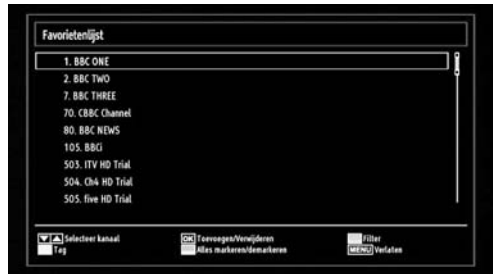 Favorietenlijst
1. BBC ONE
2. BBC TWO
7. BBC THREE
70. CBBC Channel
80. BBC NEWS
105. BBCi
503. ITV HD Trial
504. Ch4 HD Trial
505. five HD Trial
Selecteer kanaal OK Toevoegen/Verwijderen Filter
Tag Alles markeren/demarkeren MENU Verlaten